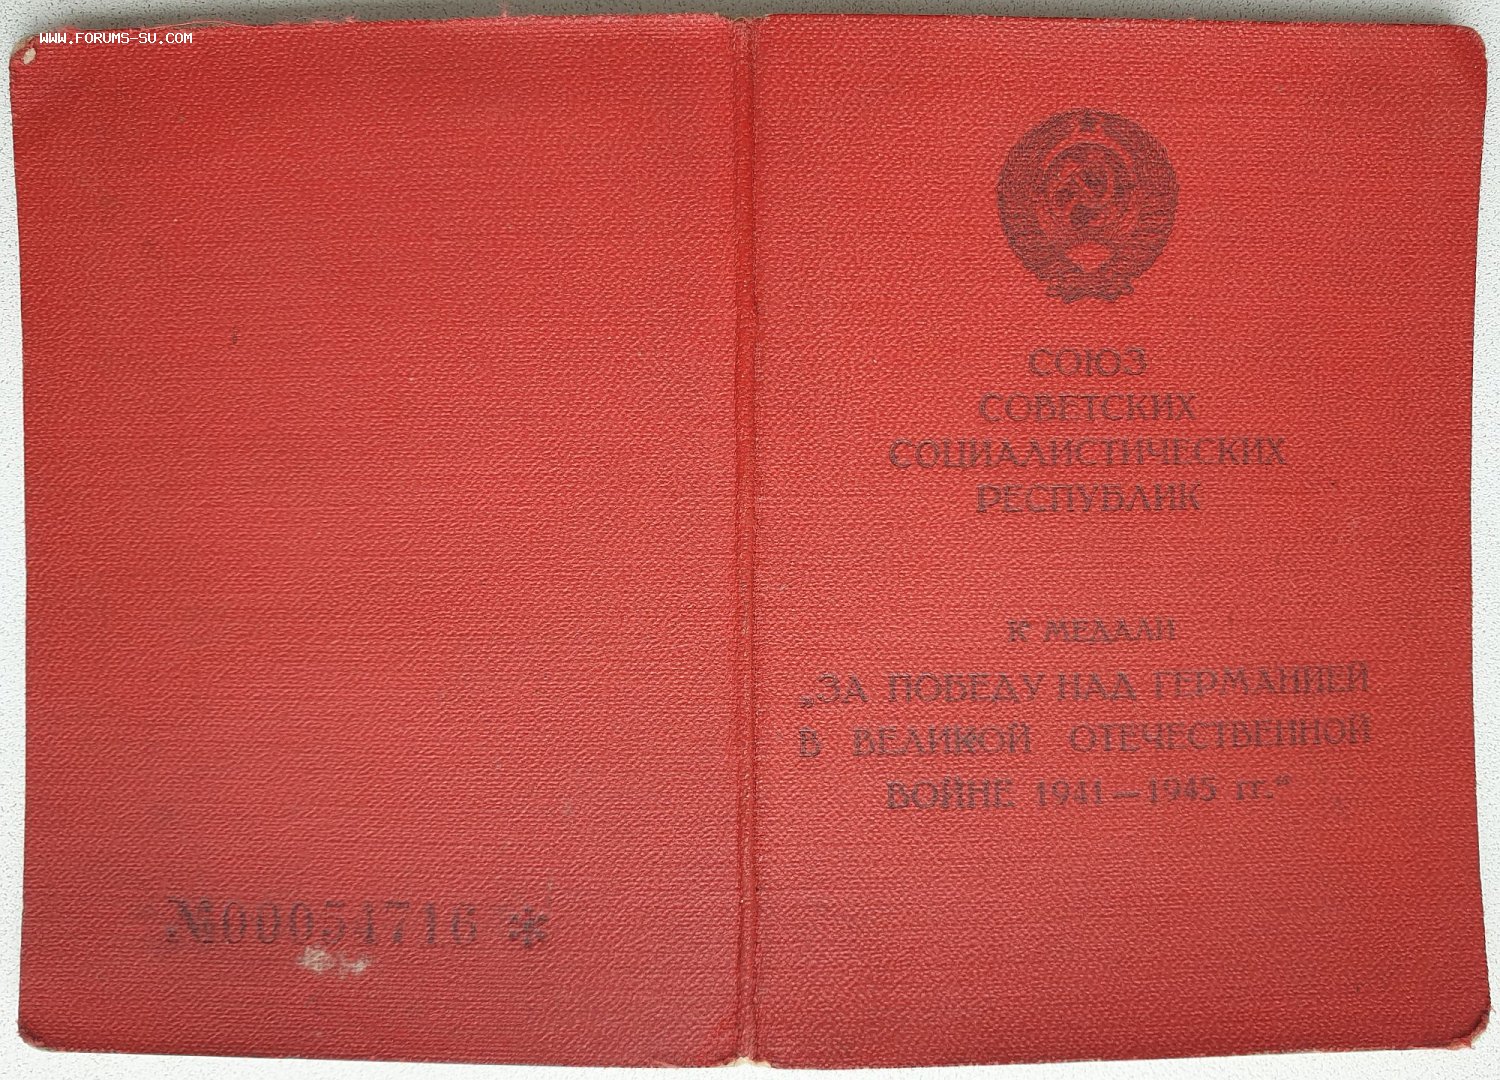 WWW.FORUMS-SU.COM
СОЮЗ
СОВЕТСКИХ
СОЦИАЛИСТИЧЕСКИХ
РЕСПУБЛИК
К МЕДАЛИ
„ЗА ПОБЕДУ НАД ГЕРМАНИЕЙ
В ВЕЛИКОЙ ОТЕЧЕСТВЕННОЙ
ВОЙНЕ 1941—1945 гг.“
№00054716 *